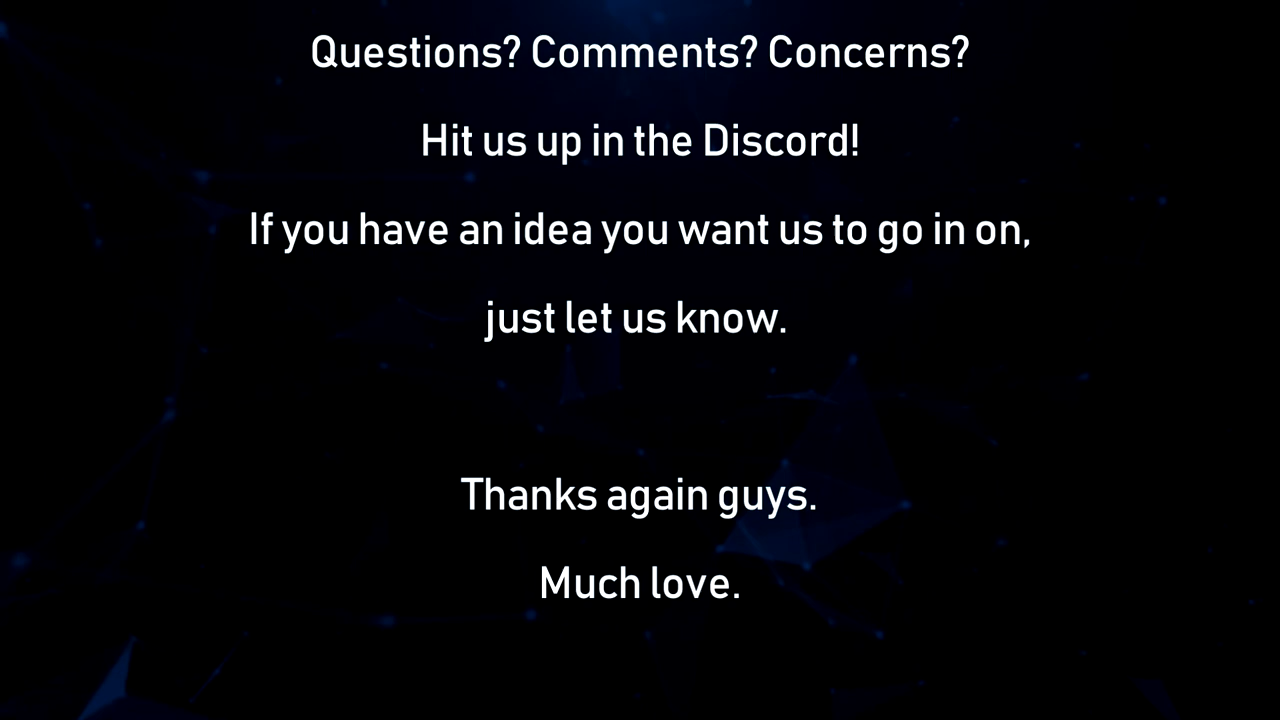 Questions? Comments? Concerns?
Hit us up in the Discord!
If you have an idea you want us to go in on,
just let us know.
Thanks again guys.
Much love.